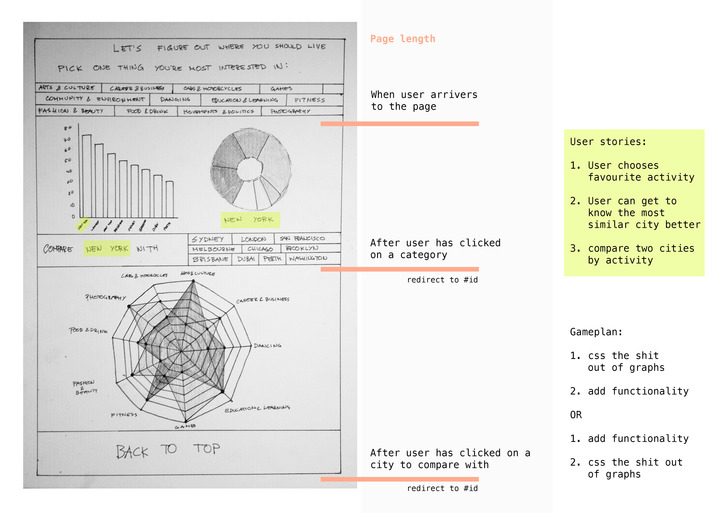 LET'S FIGURE OUT WHERE YOU SHOULD LIVE
PICK ONE THING YOU'RE MOST INTERESTED IN:
ARTS & CULTURE CAREER & BUSINESS CARS & MOTORCYCLES GAMES
COMMUNITY & ENVIRONMENT DANCING EDUCATION & LEARNING FITNESS
FASHION & BEAUTY FOOD & DRINK MOVEMENTS & POLITICS PHOTOGRAPHY
80
70
60
50
40
30
20
10
0
NEW YORK
COMPARE NEW YORK WITH
SYDNEY LONDON SAN FRANCISCO
MELBOURNE CHICAGO BROOKLYN
BRISBANE DUBAI PERTH WASHINGTON
CARS & MOTORCYCLES
ARTS & CULTURE
PHOTOGRAPHY
CAREER & BUSINESS
FOOD & DRINK
DANCING
FASHION
&
BEAUTY
FITNESS
EDUCATION & LEARNING
GAMES
BACK TO TOP
Page length
When user arrivers
to the page
After user has clicked
on a category
redirect to #id
After user has clicked on a
city to compare with
redirect to #id
User stories:
1. User chooses
favourite activity
2. User can get to
know the most
similar city better
3. compare two cities
by activity
Gameplan:
1. css the shit
out of graphs
2. add functionality
OR
1. add functionality
2. css the shit out
of graphs